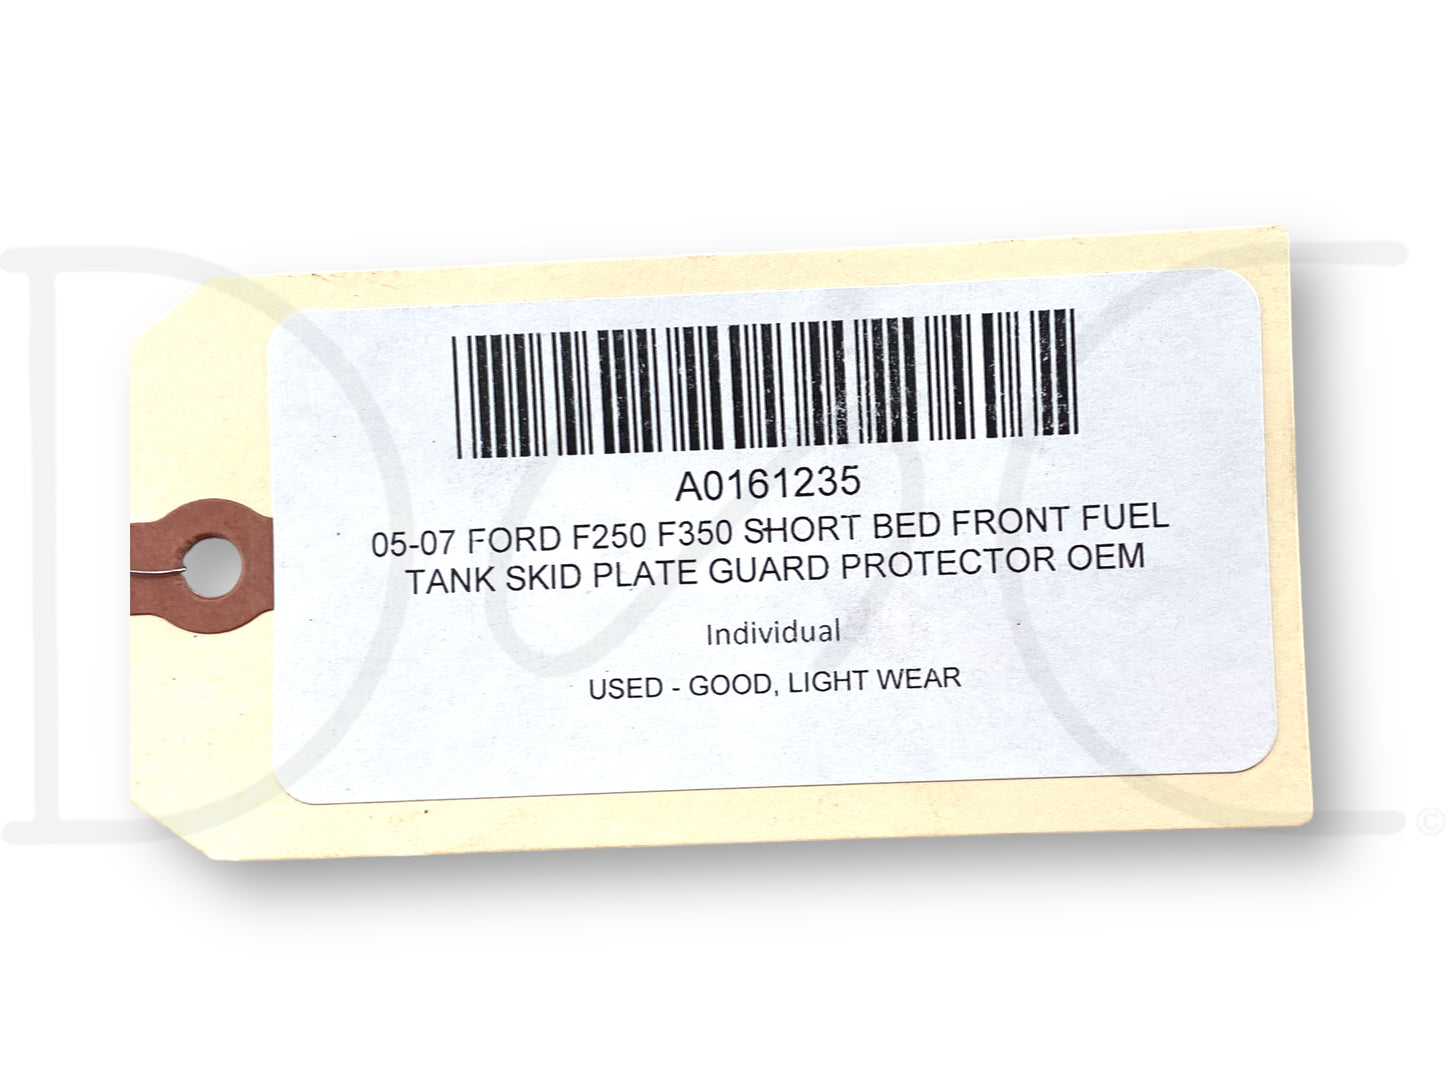 A0161235
05-07 FORD F250 F350 SHORT BED FRONT FUEL
TANK SKID PLATE GUARD PROTECTOR OEM
Individual
USED - GOOD, LIGHT WEAR
©